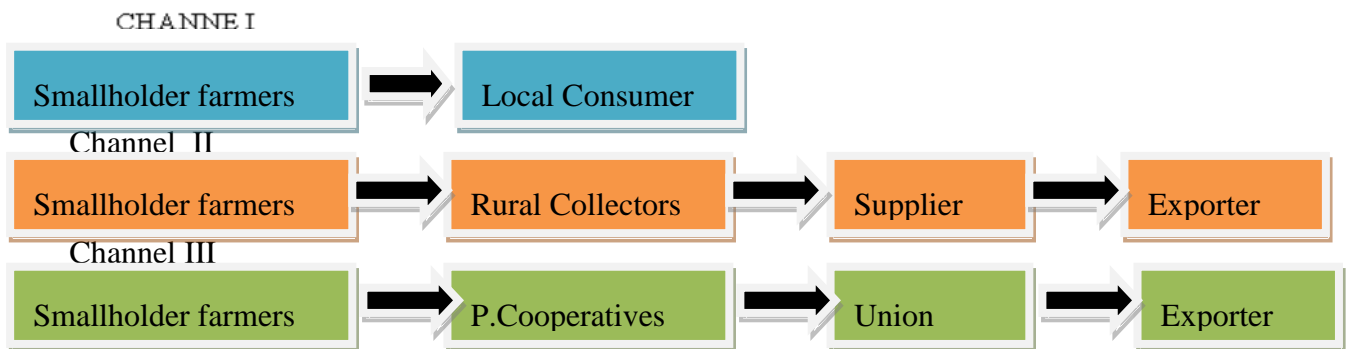 CHANNE I
Smallholder farmers Local Consumer
Channel II
Smallholder farmers Rural Collectors Supplier Exporter
Channel III
Smallholder farmers P.Cooperatives Union Exporter